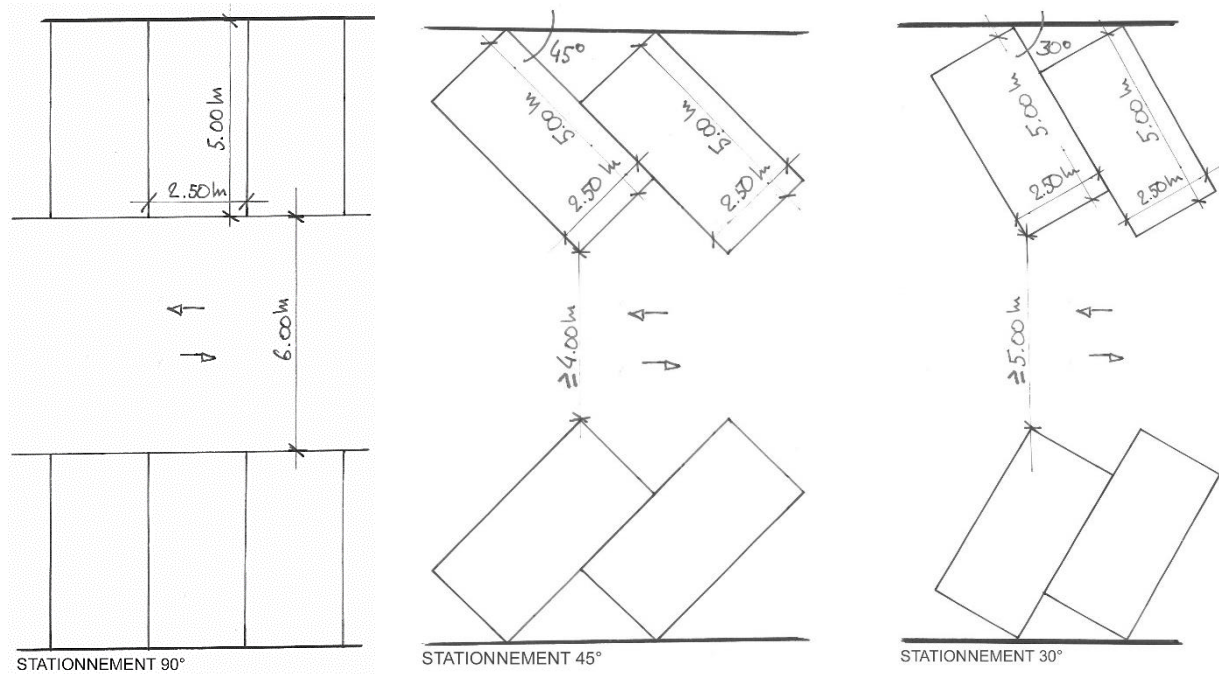 5.00m
2.50m
6.00m
STATIONNEMENT 90°
45°
5.00m
5.00m
2.50m
2.50m
≥4.00m
STATIONNEMENT 45°
30°
5.00m
5.00m
2.50m
2.50m
≥5.00m
STATIONNEMENT 30°